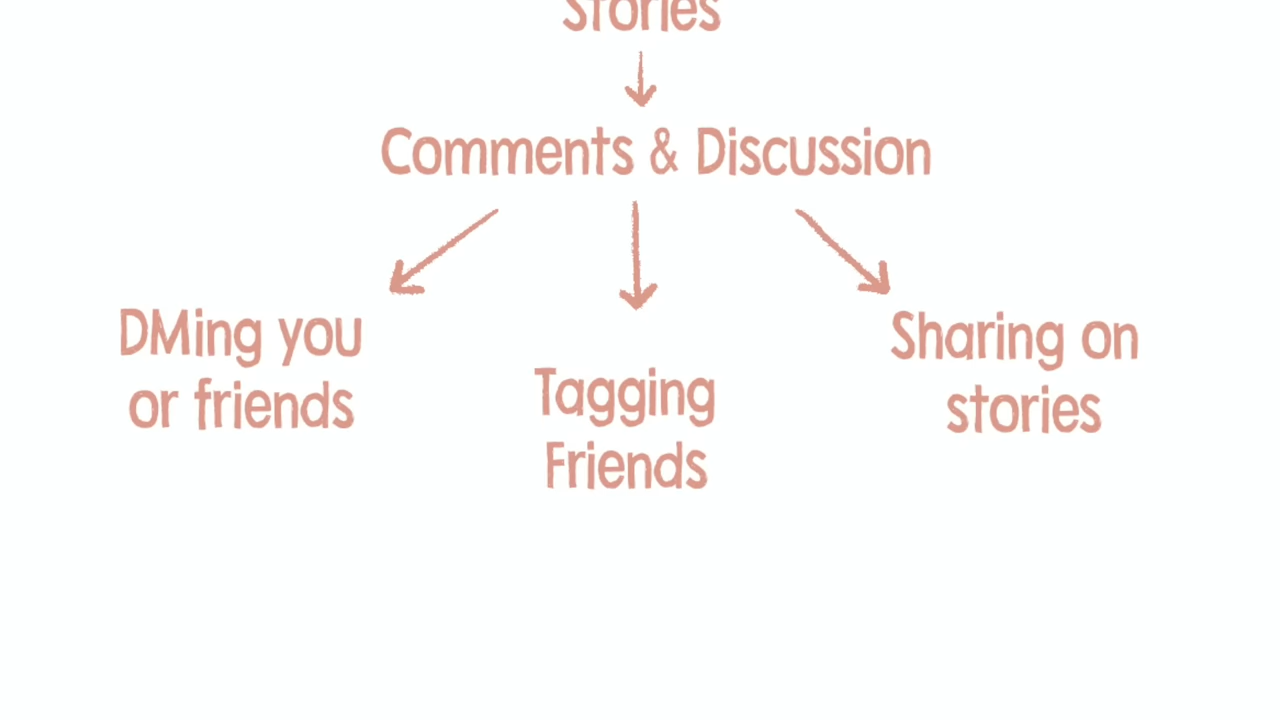 Stories
Comments & Discussion
DMing you
or friends
Tagging
Friends
Sharing on
stories